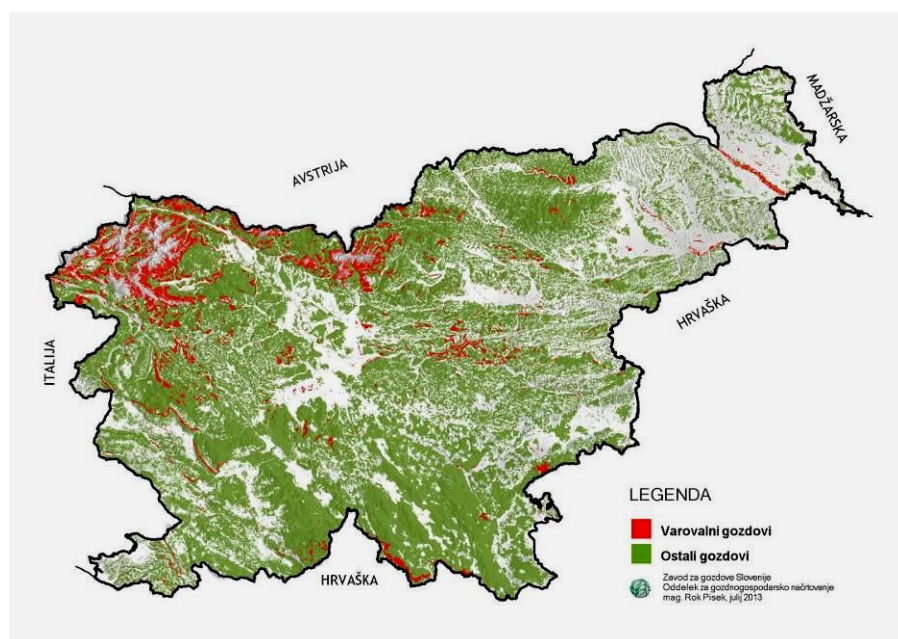 MADŽARSKA
AVSTRIJA
HRVAŠKA
ITALIJA
HRVAŠKA
LEGENDA
Varovalni gozdovi
Ostali gozdovi
Zavod za gozdove Slovenije
Oddelek za gozdnogospodarsko načrtovanje
mag. Rok Pisek, julij 2013